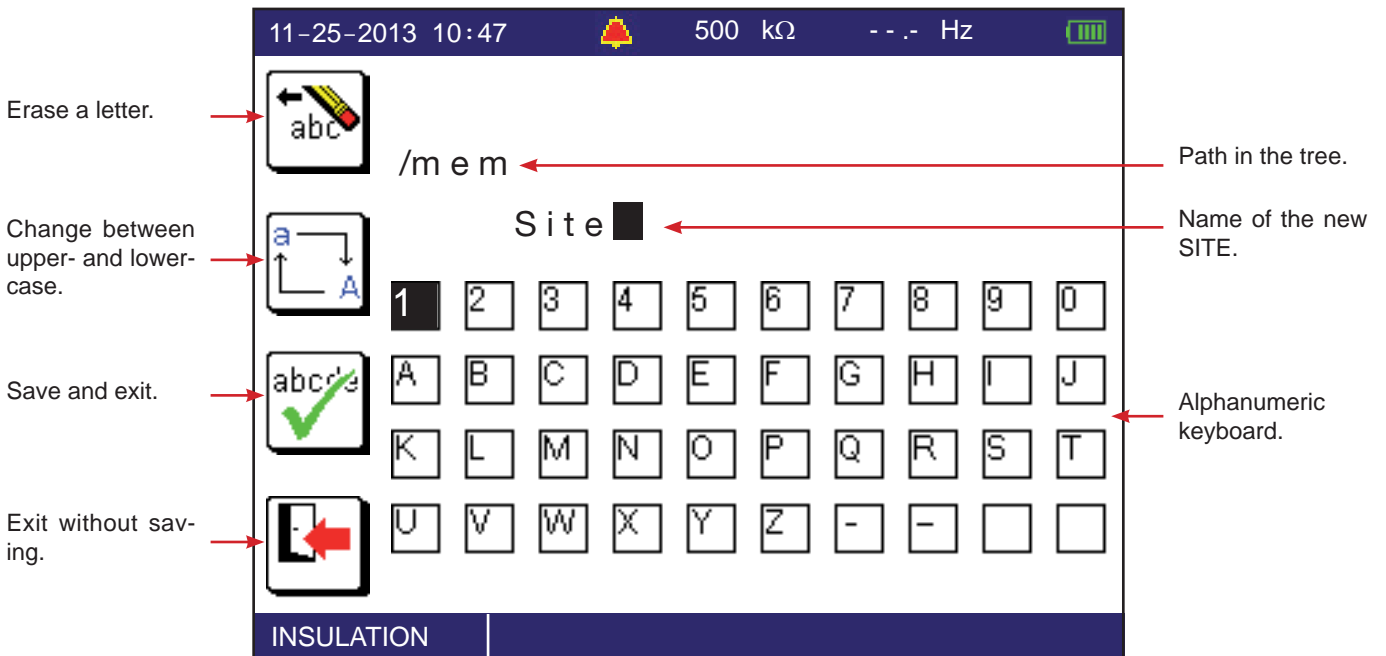 11-25-2013 10:47 500 kΩ - - .- Hz
Erase a letter.
abc
/mem
Path in the tree.
Change between
upper- and lower-
case.
a
A
Site
Name of the new
SITE.
1 2 3 4 5 6 7 8 9 0
Save and exit.
abcde
A B C D E F G H I J
Alphanumeric
keyboard.
K L M N O P Q R S T
Exit without sav-
ing.
U V W X Y Z - -
INSULATION